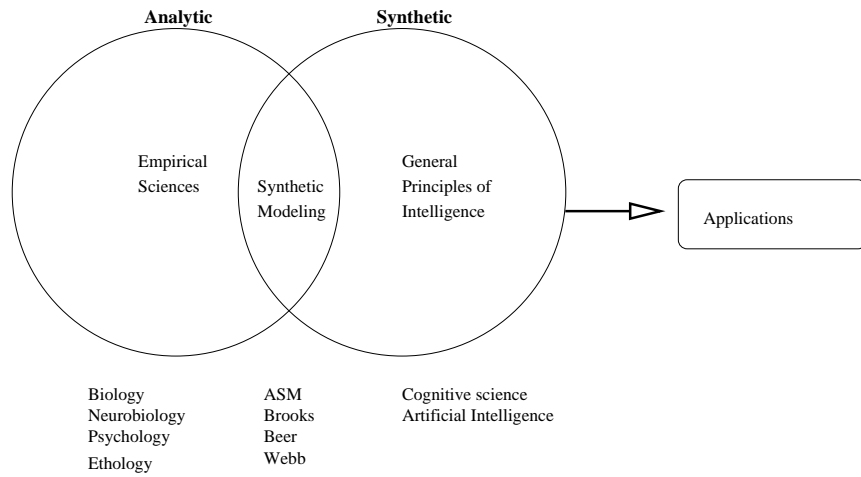 Analytic
Synthetic
Empirical
Sciences
Synthetic
Modeling
General
Principles of
Intelligence
Applications
Biology
Neurobiology
Psychology
Ethology
ASM
Brooks
Beer
Webb
Cognitive science
Artificial Intelligence